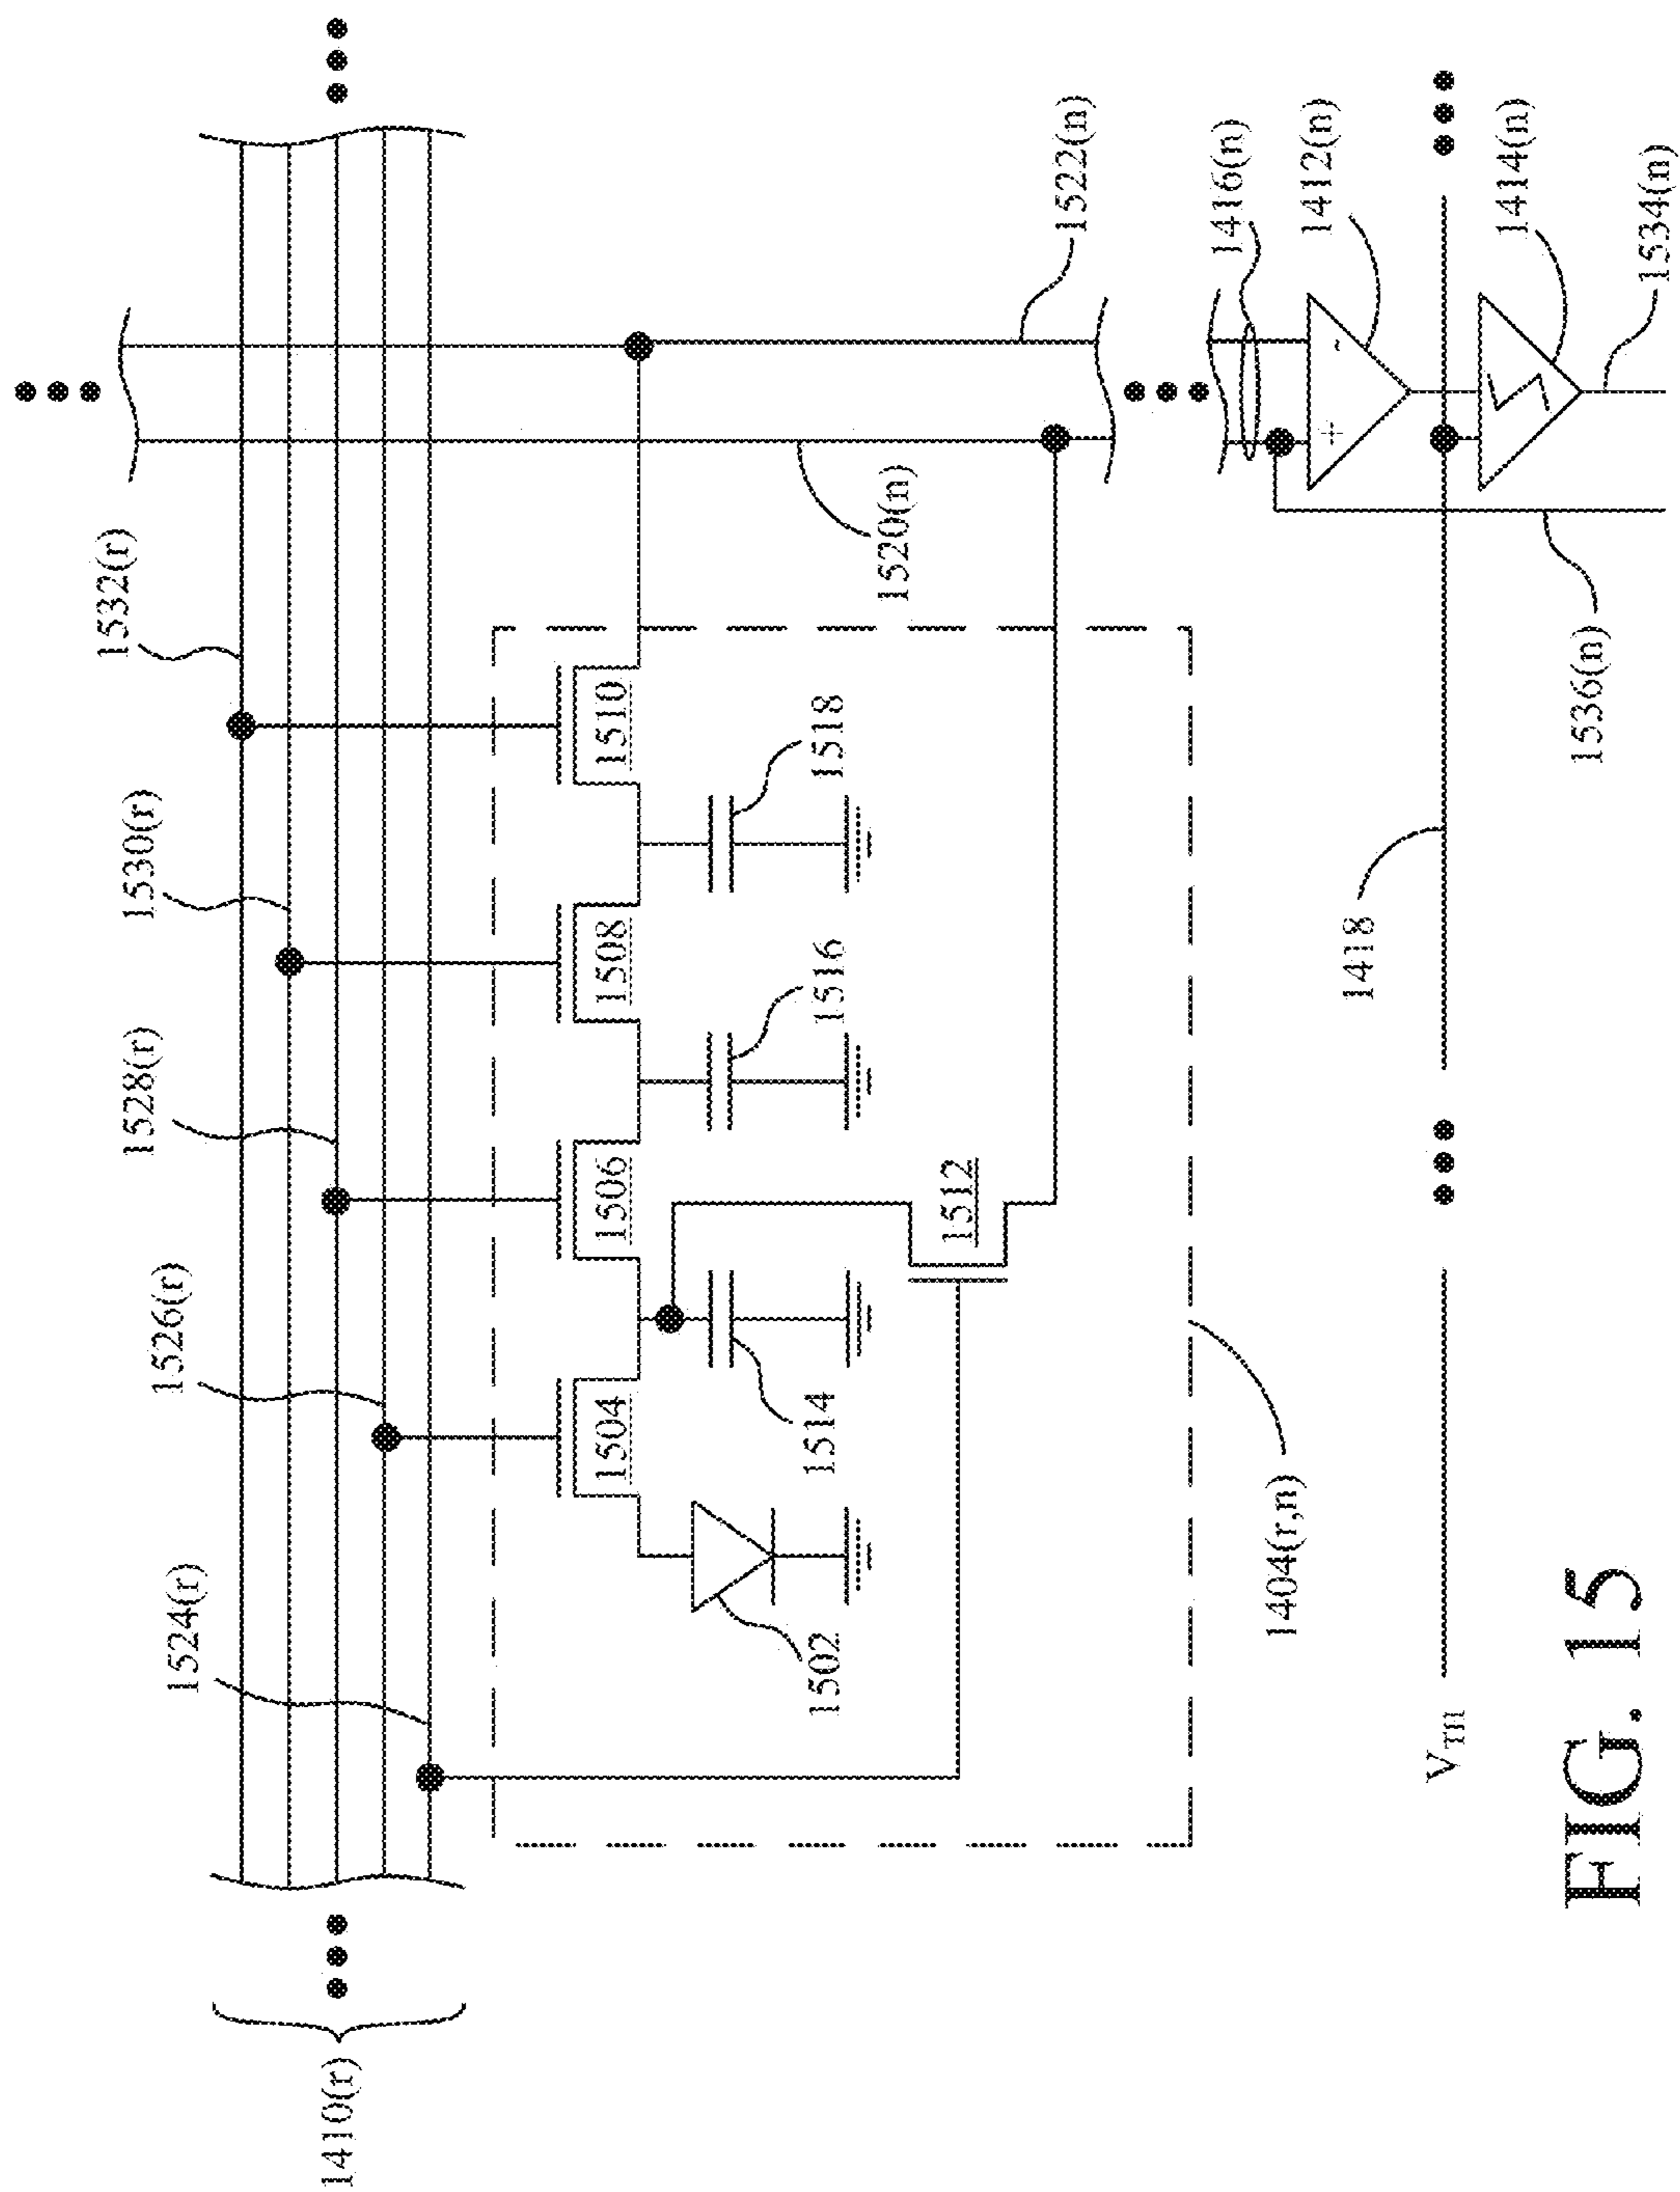 1410(r)
1524(r)
1526(r)
1528(r)
1530(r)
1532(r)
1504
1506
1508
1510
1502
1514
1516
1518
1512
1520(n)
1522(n)
1404(r,n)
1416(n)
+
-
1412(n)
V_TH
1418
1414(n)
1536(n)
1534(n)
FIG. 15